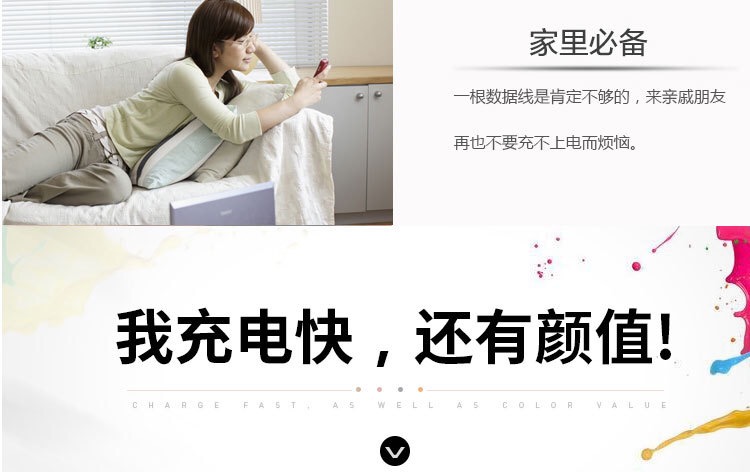 家里必备
一根数据线是肯定不够的，来亲戚朋友
再也不要充不上电而烦恼。
我充电快，还有颜值!
CHARGE FAST, AS WELL AS COLOR VALUE